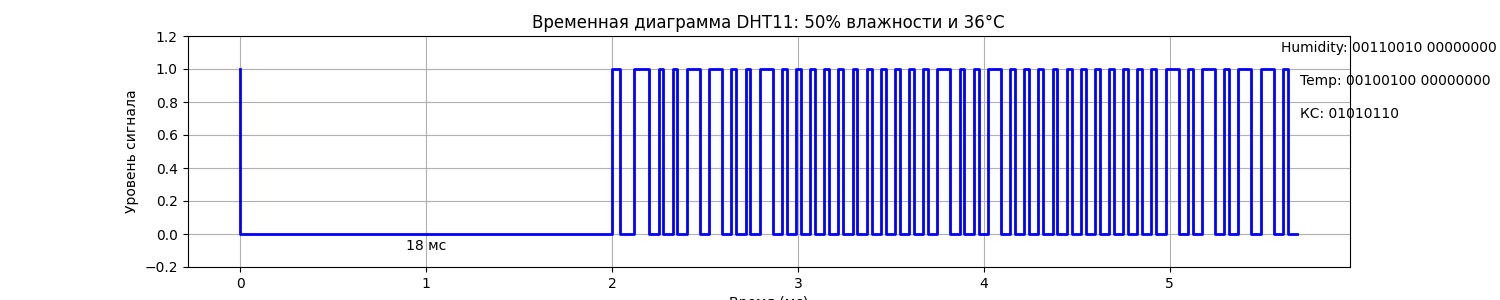 Временная диаграмма DHT11: 50% влажности и 36°C
Humidity: 00110010 00000000
Temp: 00100100 00000000
КС: 01010110
Уровень сигнала
1.2
1.0
0.8
0.6
0.4
0.2
0.0
−0.2
18 мс
0 1 2 3 4 5
Время (мс)